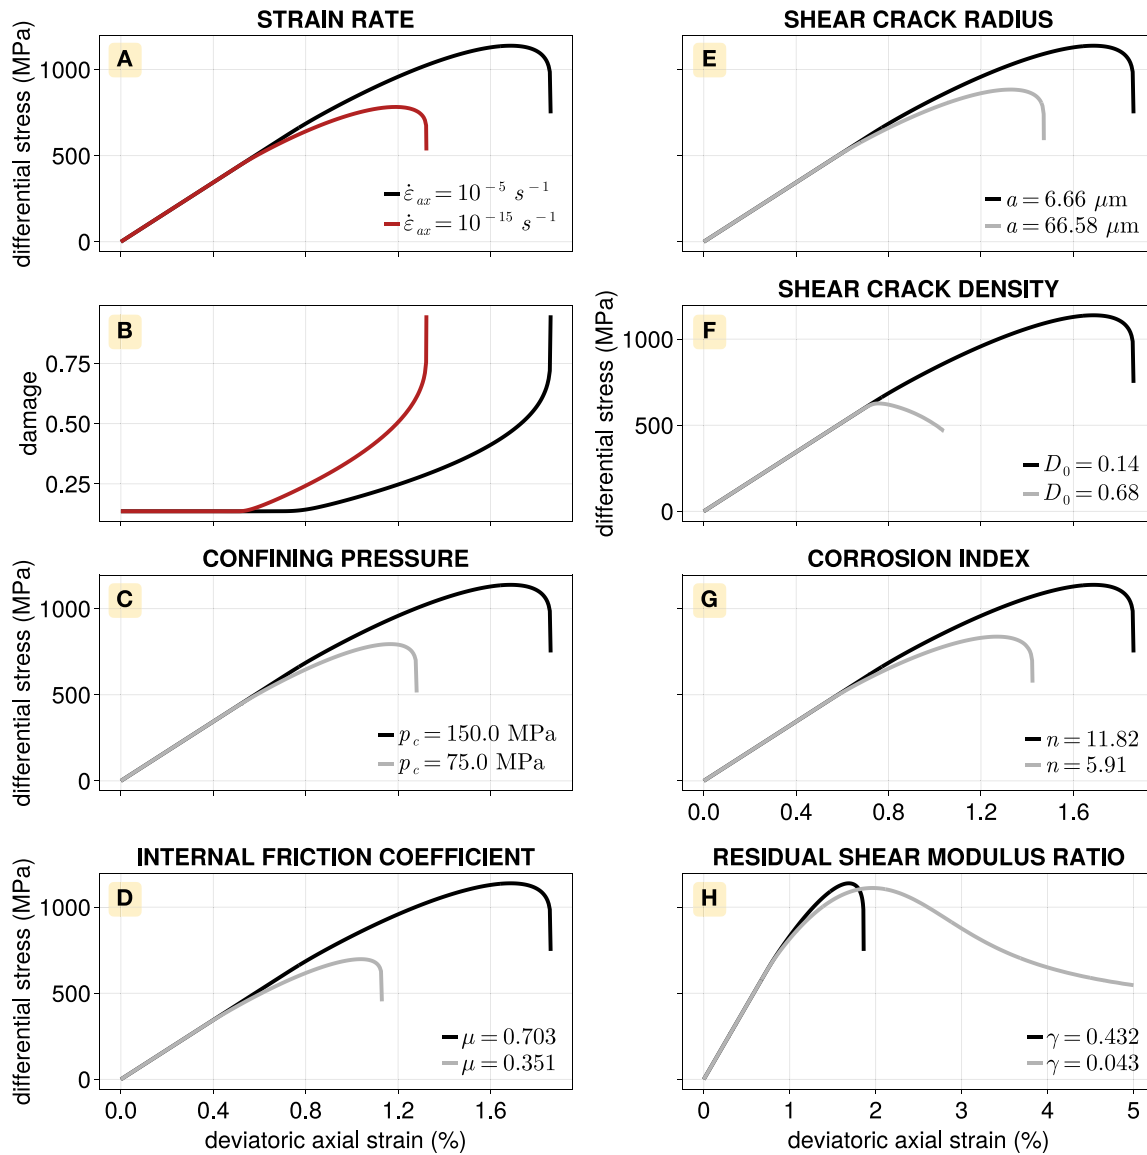 STRAIN RATE
A
differential stress (MPa)
1000
500
0
ε̇ax = 10⁻⁵ s⁻¹
ε̇ax = 10⁻¹⁵ s⁻¹
B
damage
0.75
0.50
0.25
CONFINING PRESSURE
C
differential stress (MPa)
1000
500
0
pc = 150.0 MPa
pc = 75.0 MPa
INTERNAL FRICTION COEFFICIENT
D
differential stress (MPa)
1000
500
0
μ = 0.703
μ = 0.351
0.0 0.4 0.8 1.2 1.6
deviatoric axial strain (%)
SHEAR CRACK RADIUS
E
a = 6.66 μm
a = 66.58 μm
SHEAR CRACK DENSITY
F
differential stress (MPa)
1000
500
0
D₀ = 0.14
D₀ = 0.68
CORROSION INDEX
G
n = 11.82
n = 5.91
0.0 0.4 0.8 1.2 1.6
RESIDUAL SHEAR MODULUS RATIO
H
γ = 0.432
γ = 0.043
0 1 2 3 4 5
deviatoric axial strain (%)